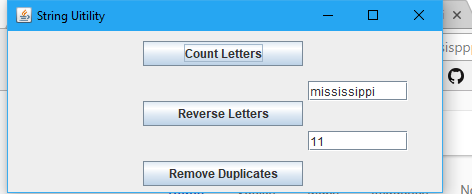 String Uitility
Count Letters
mississippi
Reverse Letters
11
Remove Duplicates